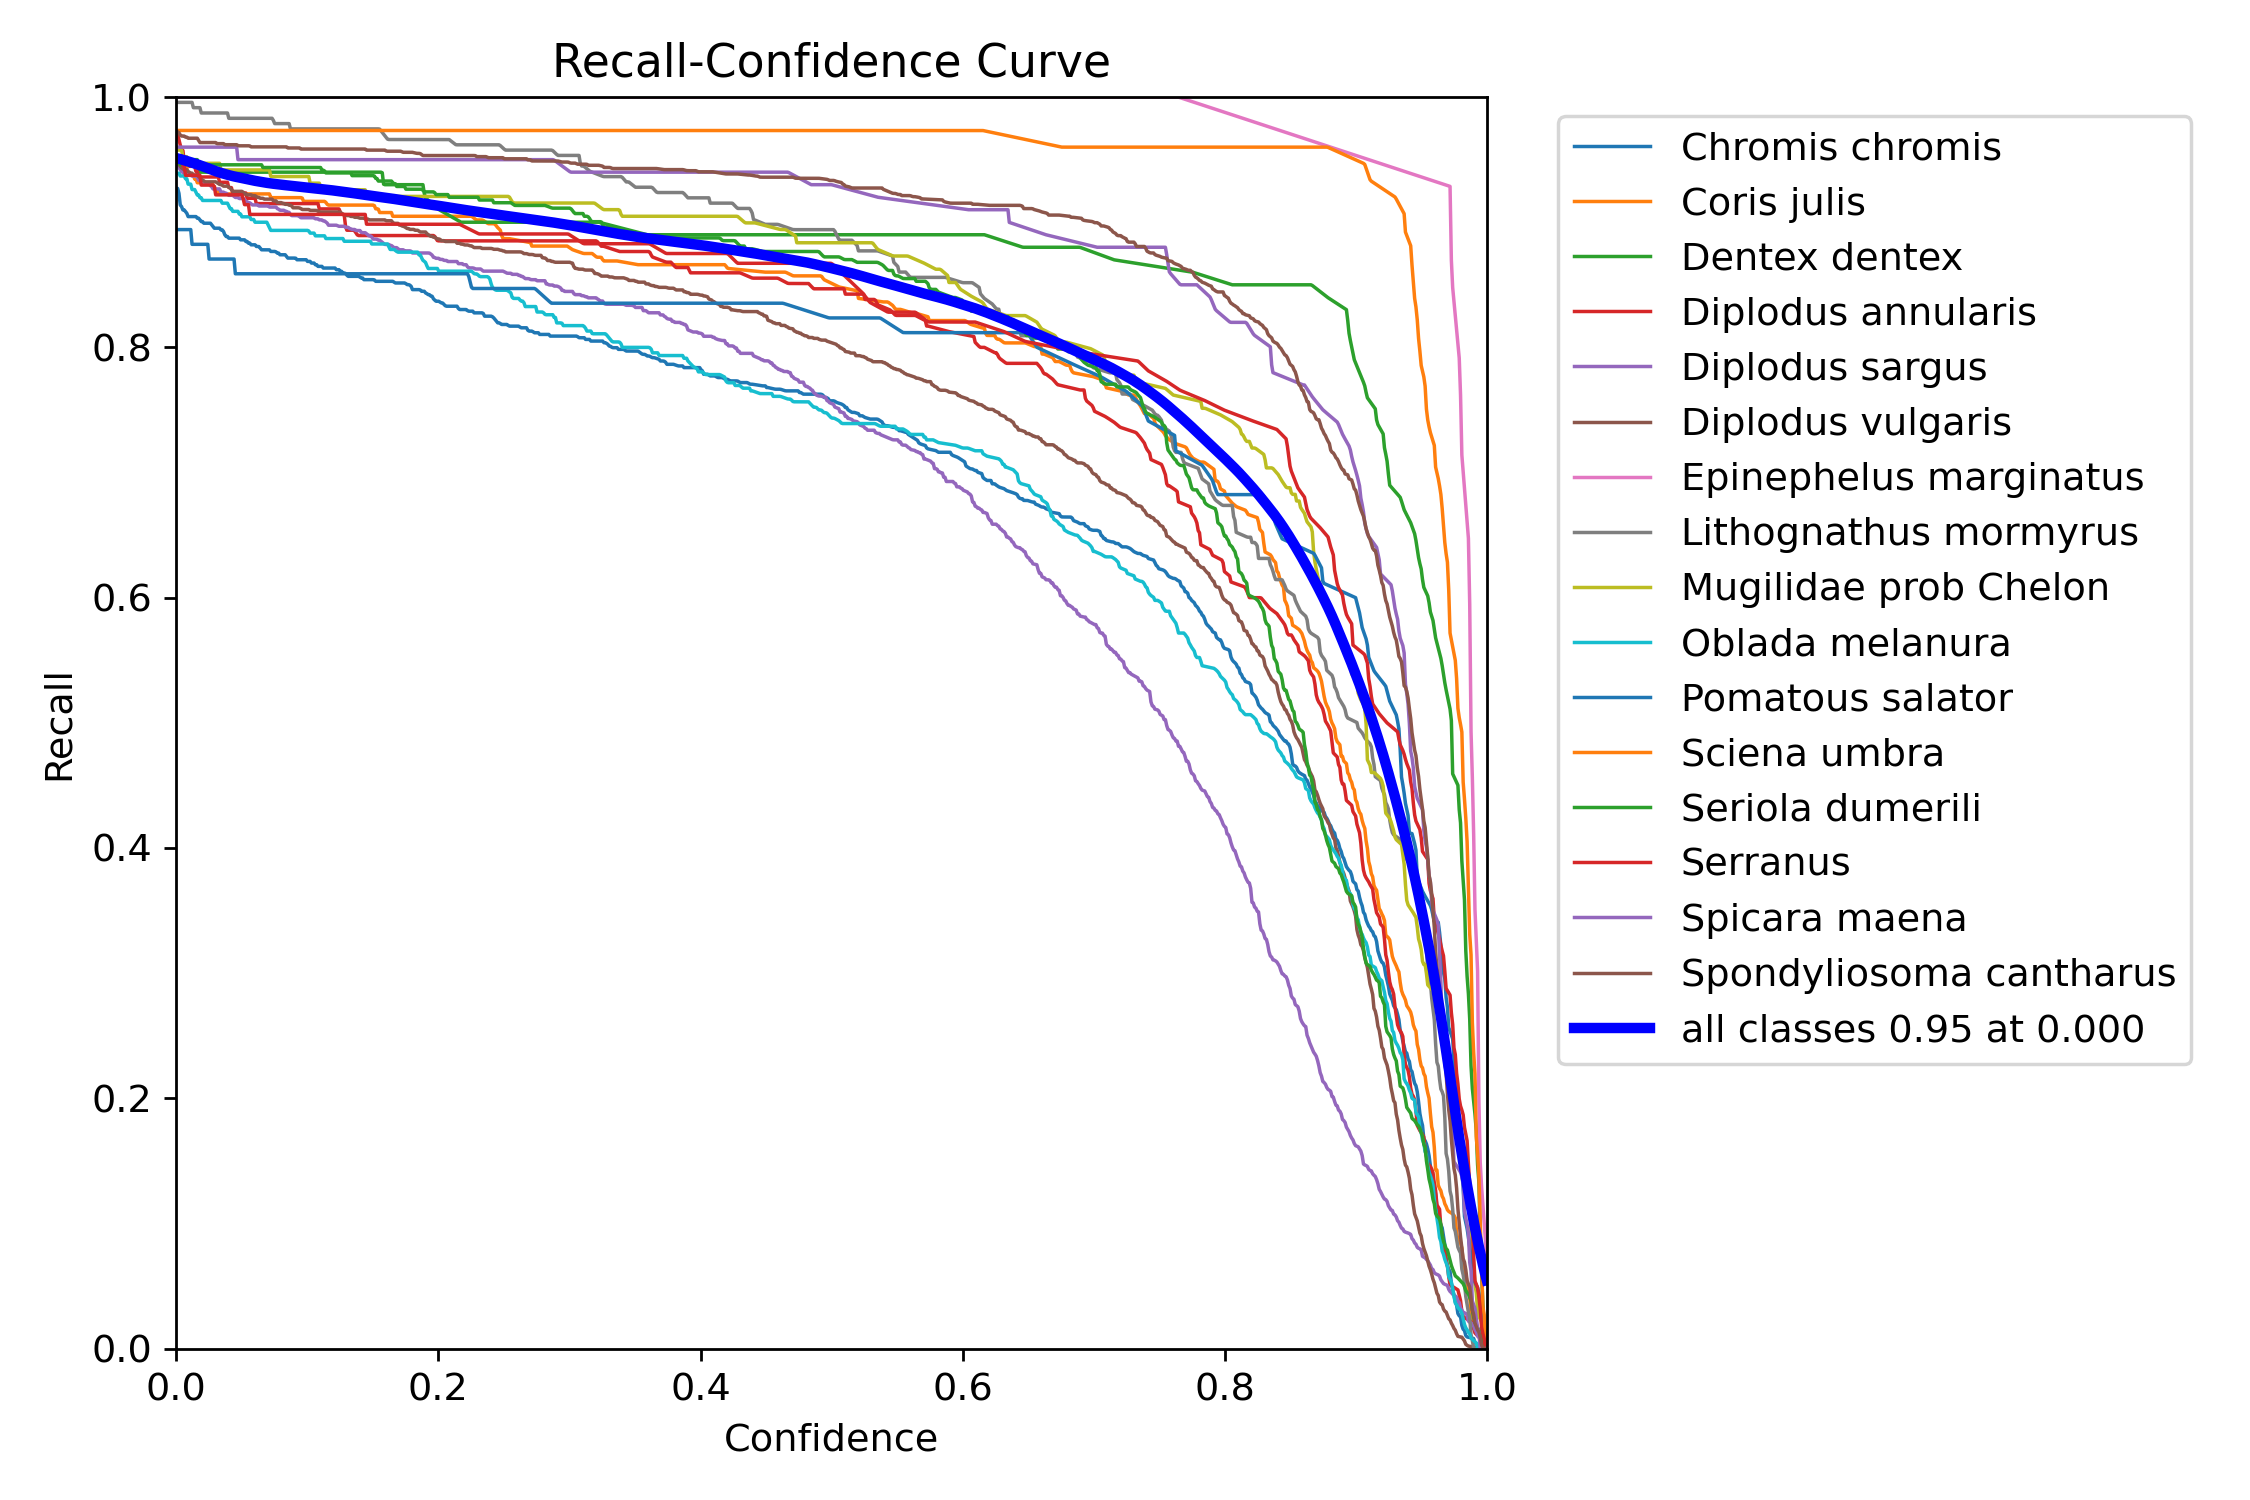 Recall-Confidence Curve
1.0
0.8
0.6
0.4
0.2
0.0
Recall
0.0 0.2 0.4 0.6 0.8 1.0
Confidence
Chromis chromis
Coris julis
Dentex dentex
Diplodus annularis
Diplodus sargus
Diplodus vulgaris
Epinephelus marginatus
Lithognathus mormyrus
Mugilidae prob Chelon
Oblada melanura
Pomatous salator
Sciena umbra
Seriola dumerili
Serranus
Spicara maena
Spondyliosoma cantharus
all classes 0.95 at 0.000